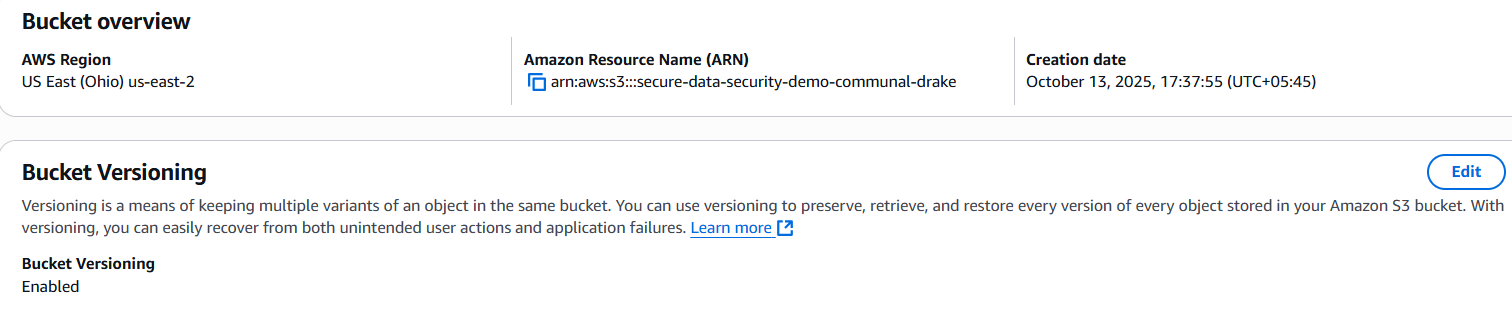 Bucket overview
AWS Region
US East (Ohio) us-east-2
Amazon Resource Name (ARN)
arn:aws:s3:::secure-data-security-demo-communal-drake
Creation date
October 13, 2025, 17:37:55 (UTC+05:45)
Bucket Versioning
Edit
Versioning is a means of keeping multiple variants of an object in the same bucket. You can use versioning to preserve, retrieve, and restore every version of every object stored in your Amazon S3 bucket. With
versioning, you can easily recover from both unintended user actions and application failures. Learn more
Bucket Versioning
Enabled